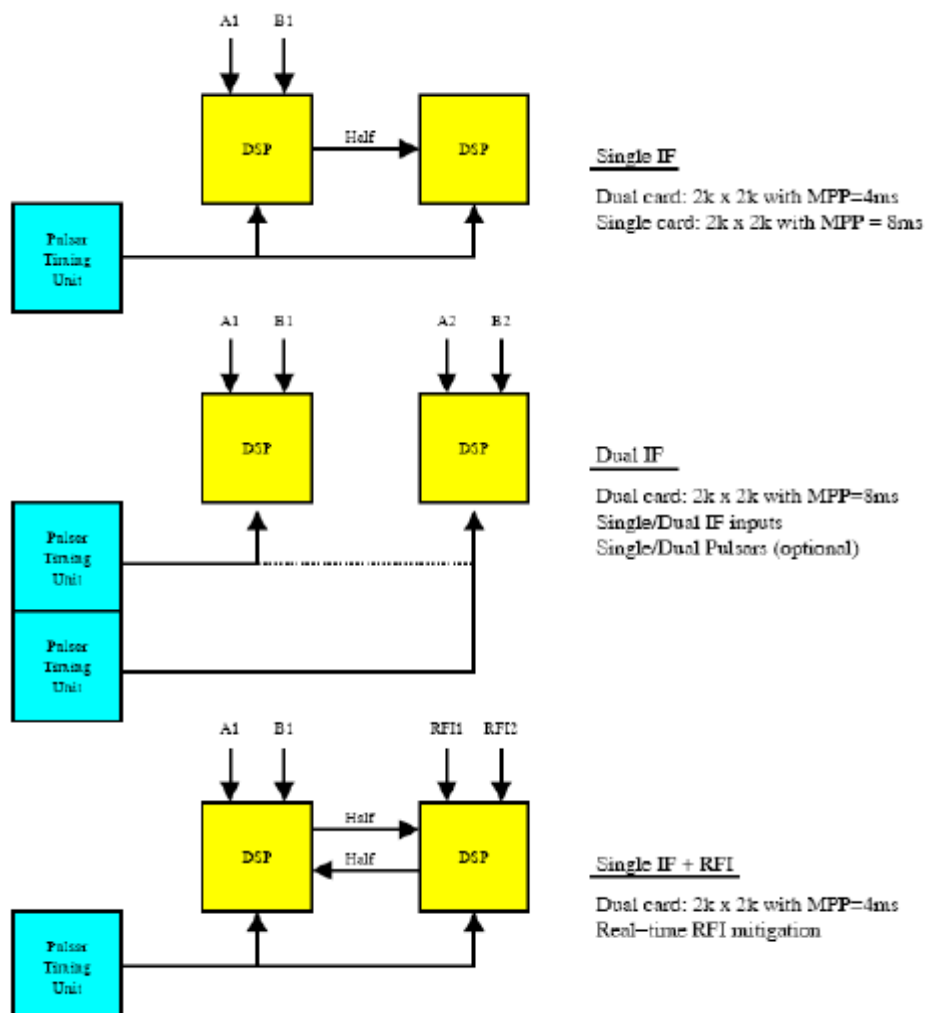 A1 B1
DSP Half DSP
Single IF
Dual card: 2k x 2k with MPP=4ms
Single card: 2k x 2k with MPP = 8ms
Pulsar
Timing
Unit
A1 B1 A2 B2
DSP DSP
Dual IF
Dual card: 2k x 2k with MPP=8ms
Single/Dual IF inputs
Single/Dual Pulsars (optional)
Pulsar
Timing
Unit
Pulsar
Timing
Unit
A1 B1 RFI1 RFI2
Half
DSP Half DSP
Single IF + RFI
Dual card: 2k x 2k with MPP=4ms
Real-time RFI mitigation
Pulsar
Timing
Unit